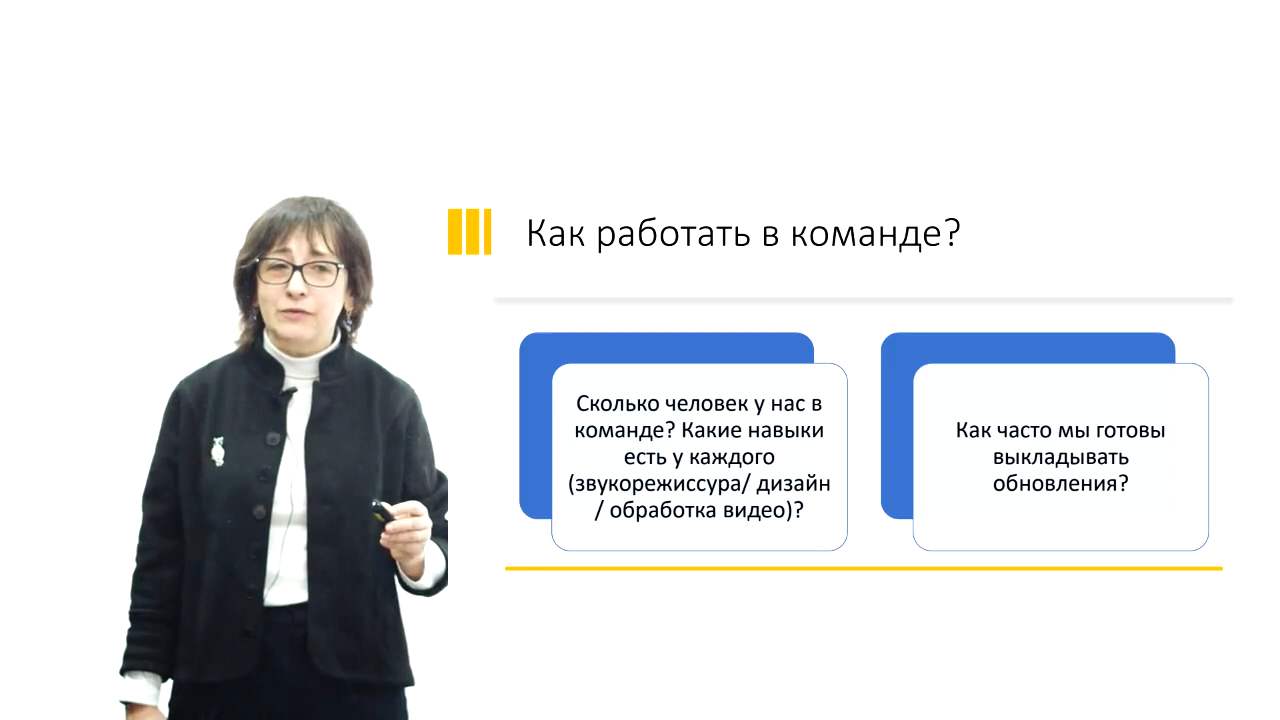 Как работать в команде?
Сколько человек у нас в
команде? Какие навыки
есть у каждого
(звукорежиссура/ дизайн
/ обработка видео)?
Как часто мы готовы
выкладывать
обновления?